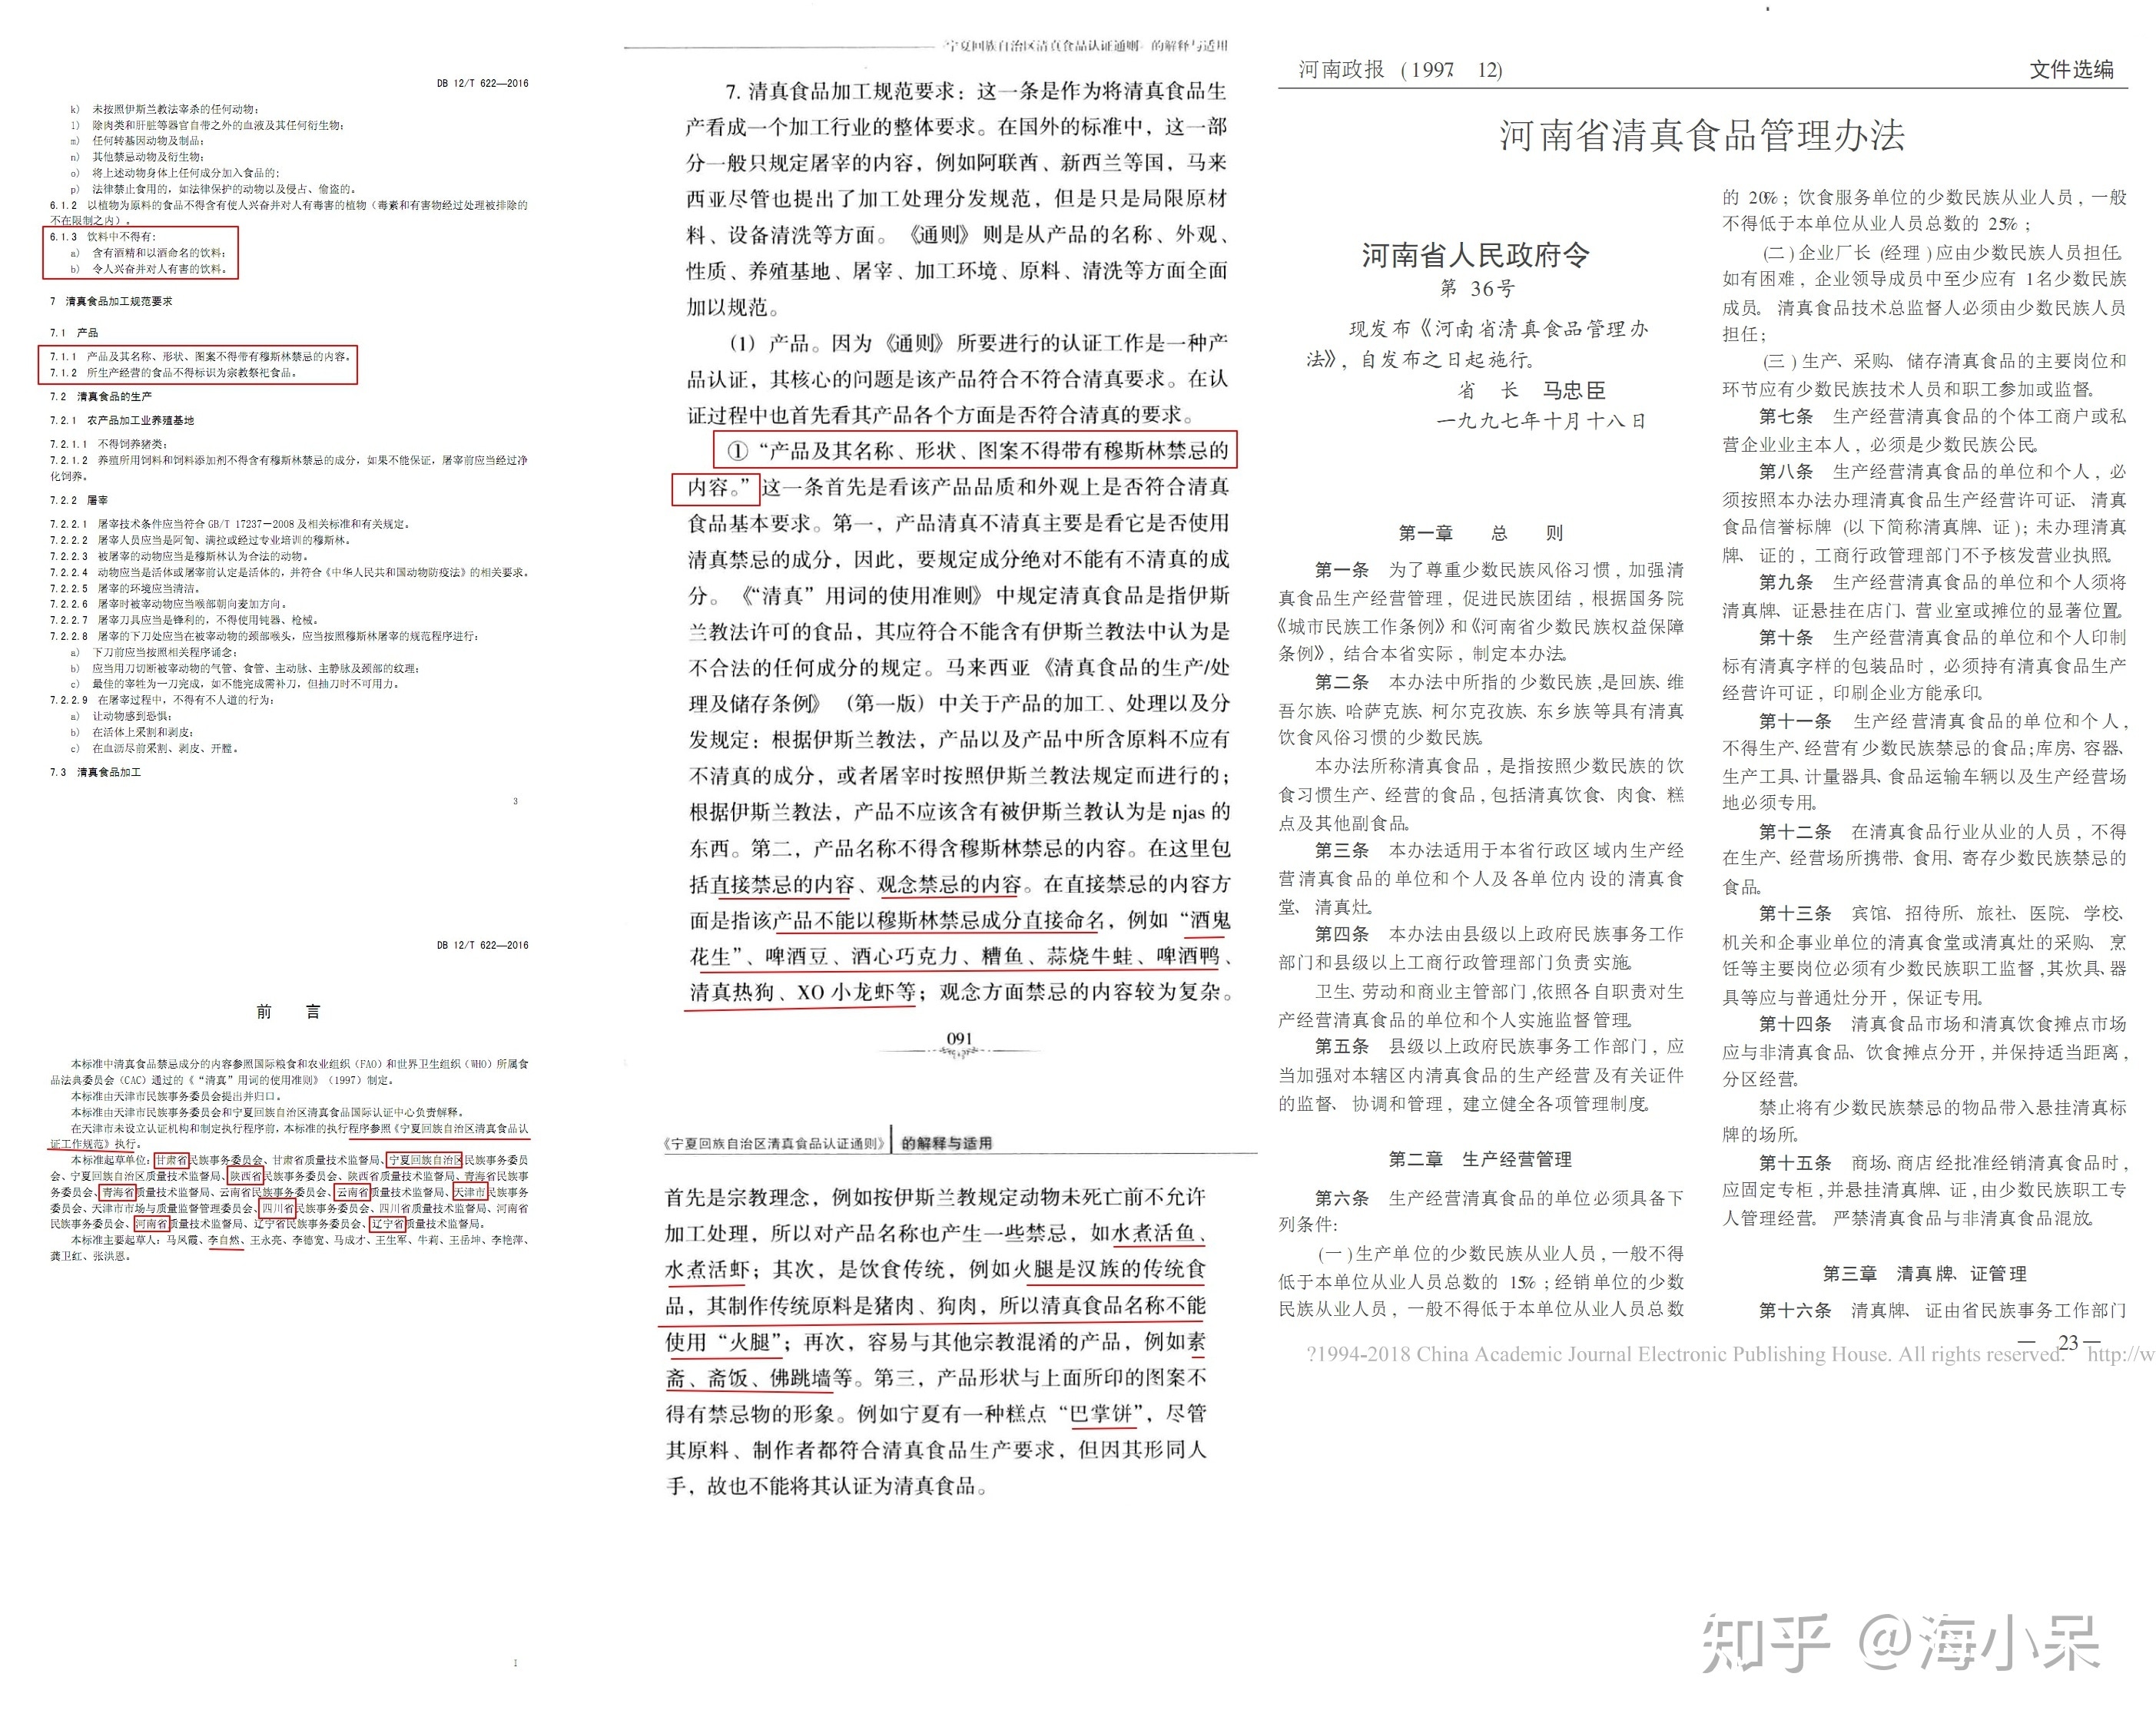 DB 12/T 622—2016
k) 未按照伊斯兰教法宰杀的任何动物;
l) 除肉类和肝脏等器官自带之外的血液及其任何衍生物;
m) 任何转基因动物及制品;
n) 其他禁忌动物及衍生物;
o) 将上述动物身体上任何成分加入食品的;
p) 法律禁止食用的,如法律保护的动物以及侵占、偷盗的。
6.1.2 以植物为原料的食品不得含有使人兴奋并对人有毒害的植物(毒素和有害物经过处理被排除的
不在限制之内)。
6.1.3 饮料中不得有:
a) 含有酒精和以酒命名的饮料;
b) 令人兴奋并对人有害的饮料。
7 清真食品加工规范要求
7.1 产品
7.1.1 产品及其名称、形状、图案不得带有穆斯林禁忌的内容。
7.1.2 所生产经营的食品不得标识为宗教祭祀食品。
7.2 清真食品的生产
7.2.1 农产品加工业养殖基地
7.2.1.1 不得饲养猪类;
7.2.1.2 养殖所用饲料和饲料添加剂不得含有穆斯林禁忌的成分,如果不能保证,屠宰前应当经过净
化饲养。
7.2.2 屠宰
7.2.2.1 屠宰技术条件应当符合 GB/T 17237—2008 及相关标准和有关规定。
7.2.2.2 屠宰人员应当是阿訇、满拉或经过专业培训的穆斯林。
7.2.2.3 被屠宰的动物应当是穆斯林认为合法的动物。
7.2.2.4 动物应当是活体或屠宰前认定是活体的,并符合《中华人民共和国动物防疫法》的相关要求。
7.2.2.5 屠宰的环境应当清洁。
7.2.2.6 屠宰时被宰动物应当喉部朝向麦加方向。
7.2.2.7 屠宰刀具应当是锋利的,不得使用钝器、枪械。
7.2.2.8 屠宰的下刀处应当在被宰动物的颈部喉头,应当按照穆斯林屠宰的规范程序进行:
a) 下刀前应当按照相关程序诵念;
b) 应当用刀切断被宰动物的气管、食管、主动脉、主静脉及颈部的纹理;
c) 最佳的宰牲为一刀完成,如不能完成需补刀,但抽刀时不可用力。
7.2.2.9 在屠宰过程中,不得有不人道的行为:
a) 让动物感到恐惧;
b) 在活体上采割和剥皮;
c) 在血沥尽前采割、剥皮、开膛。
7.3 清真食品加工
3
DB 12/T 622—2016
前 言
本标准中清真食品禁忌成分的内容参照国际粮食和农业组织(FAO)和世界卫生组织(WHO)所属食
品法典委员会(CAC)通过的《“清真”用词的使用准则》(1997)制定。
本标准由天津市民族事务委员会提出并归口。
本标准由天津市民族事务委员会和宁夏回族自治区清真食品国际认证中心负责解释。
在天津市未设立认证机构和制定执行程序前,本标准的执行程序参照《宁夏回族自治区清真食品认
证工作规范》执行。
本标准起草单位:甘肃省民族事务委员会、甘肃省质量技术监督局、宁夏回族自治区民族事务委员
会、宁夏回族自治区质量技术监督局、陕西省民族事务委员会、陕西省质量技术监督局、青海省民族事
务委员会、青海省质量技术监督局、云南省民族事务委员会、云南省质量技术监督局、天津市民族事务
委员会、天津市市场与质量监督管理委员会、四川省民族事务委员会、四川省质量技术监督局、河南省
民族事务委员会、河南省质量技术监督局、辽宁省民族事务委员会、辽宁省质量技术监督局。
本标准主要起草人:马凤霞、李自然、王永亮、李德宽、马成才、王生军、牛莉、王岳坤、李艳萍、
龚卫红、张洪恩。
I
《宁夏回族自治区清真食品认证通则》的解释与适用
7. 清真食品加工规范要求:这一条是作为将清真食品生
产看成一个加工行业的整体要求。在国外的标准中,这一部
分一般只规定屠宰的内容,例如阿联酋、新西兰等国,马来
西亚尽管也提出了加工处理分发规范,但是只是局限原材
料、设备清洗等方面。《通则》则是从产品的名称、外观、
性质、养殖基地、屠宰、加工环境、原料、清洗等方面全面
加以规范。
(1) 产品。因为《通则》所要进行的认证工作是一种产
品认证,其核心的问题是该产品符合不符合清真要求。在认
证过程中也首先看其产品各个方面是否符合清真的要求。
① “产品及其名称、形状、图案不得带有穆斯林禁忌的
内容。”这一条首先是看该产品品质和外观上是否符合清真
食品基本要求。第一,产品清真不清真主要是看它是否使用
清真禁忌的成分,因此,要规定成分绝对不能有不清真的成
分。《“清真”用词的使用准则》中规定清真食品是指伊斯
兰教法许可的食品,其应符合不能含有伊斯兰教法中认为是
不合法的任何成分的规定。马来西亚《清真食品的生产/处
理及储存条例》(第一版)中关于产品的加工、处理以及分
发规定:根据伊斯兰教法,产品以及产品中所含原料不应有
不清真的成分,或者屠宰时按照伊斯兰教法规定而进行的;
根据伊斯兰教法,产品不应该含有被伊斯兰教认为是 njas 的
东西。第二,产品名称不得含穆斯林禁忌的内容。在这里包
括直接禁忌的内容、观念禁忌的内容。在直接禁忌的内容方
面是指该产品不能以穆斯林禁忌成分直接命名,例如“酒鬼
花生”、啤酒豆、酒心巧克力、糟鱼、蒜烧牛蛙、啤酒鸭、
清真热狗、XO 小龙虾等;观念方面禁忌的内容较为复杂。
091
《宁夏回族自治区清真食品认证通则》 的解释与适用
首先是宗教理念,例如按伊斯兰教规定动物未死亡前不允许
加工处理,所以对产品名称也产生一些禁忌,如水煮活鱼、
水煮活虾;其次,是饮食传统,例如火腿是汉族的传统食
品,其制作传统原料是猪肉、狗肉,所以清真食品名称不能
使用“火腿”;再次,容易与其他宗教混淆的产品,例如素
斋、斋饭、佛跳墙等。第三,产品形状与上面所印的图案不
得有禁忌物的形象。例如宁夏有一种糕点“巴掌饼”,尽管
其原料、制作者都符合清真食品生产要求,但因其形同人
手,故也不能将其认证为清真食品。
河南政报 (1997. 12) 文件选编
河南省清真食品管理办法
河南省人民政府令
第 36号
现发布《河南省清真食品管理办
法》,自发布之日起施行。
省 长 马忠臣
一九九七年十月十八日
第一章 总 则
第一条 为了尊重少数民族风俗习惯,加强清
真食品生产经营管理,促进民族团结,根据国务院
《城市民族工作条例》和《河南省少数民族权益保障
条例》,结合本省实际,制定本办法。
第二条 本办法中所指的少数民族,是回族、维
吾尔族、哈萨克族、柯尔克孜族、东乡族等具有清真
饮食风俗习惯的少数民族。
本办法所称清真食品,是指按照少数民族的饮
食习惯生产、经营的食品,包括清真饮食、肉食、糕
点及其他副食品。
第三条 本办法适用于本省行政区域内生产经
营清真食品的单位和个人及各单位内设的清真食
堂、清真灶。
第四条 本办法由县级以上政府民族事务工作
部门和县级以上工商行政管理部门负责实施。
卫生、劳动和商业主管部门,依照各自职责对生
产经营清真食品的单位和个人实施监督管理。
第五条 县级以上政府民族事务工作部门,应
当加强对本辖区内清真食品的生产经营及有关证件
的监督、协调和管理,建立健全各项管理制度。
第二章 生产经营管理
第六条 生产经营清真食品的单位必须具备下
列条件:
(一)生产单位的少数民族从业人员,一般不得
低于本单位从业人员总数的 15%;经销单位的少数
民族从业人员,一般不得低于本单位从业人员总数
的 20%;饮食服务单位的少数民族从业人员,一般
不得低于本单位从业人员总数的 25%;
(二)企业厂长(经理)应由少数民族人员担任。
如有困难,企业领导成员中至少应有 1名少数民族
成员。清真食品技术总监督人必须由少数民族人员
担任;
(三)生产、采购、储存清真食品的主要岗位和
环节应有少数民族技术人员和职工参加或监督。
第七条 生产经营清真食品的个体工商户或私
营企业业主本人,必须是少数民族公民。
第八条 生产经营清真食品的单位和个人,必
须按照本办法办理清真食品生产经营许可证、清真
食品信誉标牌(以下简称清真牌、证);未办理清真
牌、证的,工商行政管理部门不予核发营业执照。
第九条 生产经营清真食品的单位和个人须将
清真牌、证悬挂在店门、营业室或摊位的显著位置。
第十条 生产经营清真食品的单位和个人印制
标有清真字样的包装品时,必须持有清真食品生产
经营许可证,印刷企业方能承印。
第十一条 生产经营清真食品的单位和个人,
不得生产、经营有少数民族禁忌的食品;库房、容器、
生产工具、计量器具、食品运输车辆以及生产经营场
地必须专用。
第十二条 在清真食品行业从业的人员,不得
在生产、经营场所携带、食用、寄存少数民族禁忌的
食品。
第十三条 宾馆、招待所、旅社、医院、学校、
机关和企事业单位的清真食堂或清真灶的采购、烹
饪等主要岗位必须有少数民族职工监督,其炊具、器
具等应与普通灶分开,保证专用。
第十四条 清真食品市场和清真饮食摊点市场
应与非清真食品、饮食摊点分开,并保持适当距离,
分区经营。
禁止将有少数民族禁忌的物品带入悬挂清真标
牌的场所。
第十五条 商场、商店经批准经销清真食品时,
应固定专柜,并悬挂清真牌、证,由少数民族职工专
人管理经营。严禁清真食品与非清真食品混放。
第三章 清真牌、证管理
第十六条 清真牌、证由省民族事务工作部门
— 23 —
?1994-2018 China Academic Journal Electronic Publishing House. All rights reserved. http://w
知乎 @海小呆